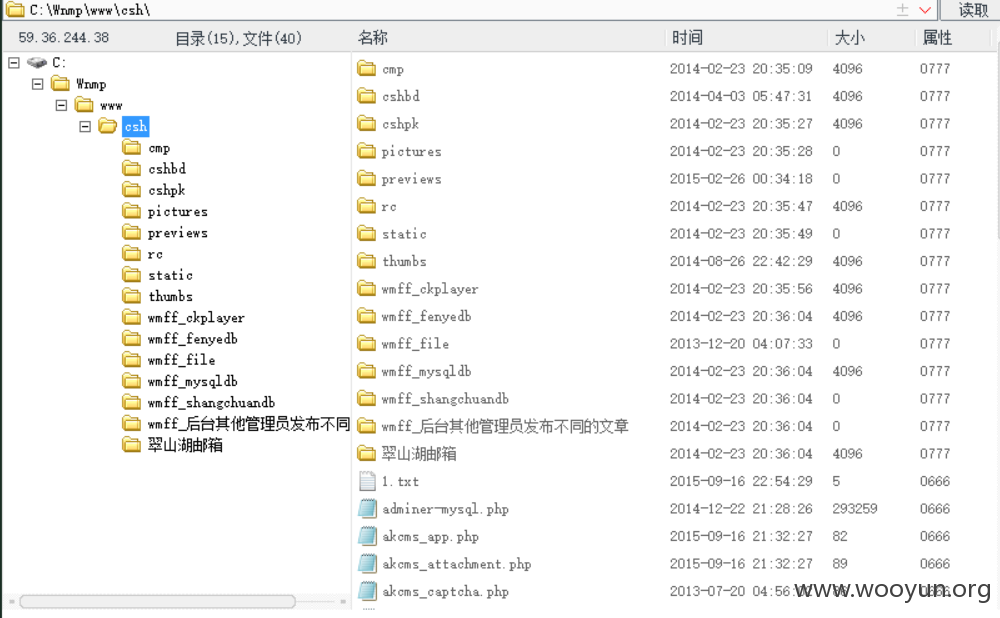 C:\Wnmp\www\csh\ 读取
59.36.244.38 目录(15),文件(40) 名称 时间 大小 属性
C:
Wnmp
www
csh
cmp
cshbd
cshpk
pictures
previews
rc
static
thumbs
wmff_ckplayer
wmff_fenyedb
wmff_file
wmff_mysqldb
wmff_shangchuandb
wmff_后台其他管理员发布不同
翠山湖邮箱
cmp 2014-02-23 20:35:09 4096 0777
cshbd 2014-04-03 05:47:31 4096 0777
cshpk 2014-02-23 20:35:27 4096 0777
pictures 2014-02-23 20:35:28 0 0777
previews 2015-02-26 00:34:18 0 0777
rc 2014-02-23 20:35:47 4096 0777
static 2014-02-23 20:35:49 0 0777
thumbs 2014-08-26 22:42:29 4096 0777
wmff_ckplayer 2014-02-23 20:35:56 4096 0777
wmff_fenyedb 2014-02-23 20:36:04 4096 0777
wmff_file 2013-12-20 04:07:33 0 0777
wmff_mysqldb 2014-02-23 20:36:04 4096 0777
wmff_shangchuandb 2014-02-23 20:36:04 0 0777
wmff_后台其他管理员发布不同的文章 2014-02-23 20:36:04 0 0777
翠山湖邮箱 2014-02-23 20:36:04 4096 0777
1.txt 2015-09-16 22:54:29 5 0666
adminer-mysql.php 2014-12-22 21:28:26 293259 0666
akcms_app.php 2015-09-16 21:32:27 82 0666
akcms_attachment.php 2015-09-16 21:32:27 89 0666
akcms_captcha.php 2013-07-20 04:56: 0666
www.wooyun.org